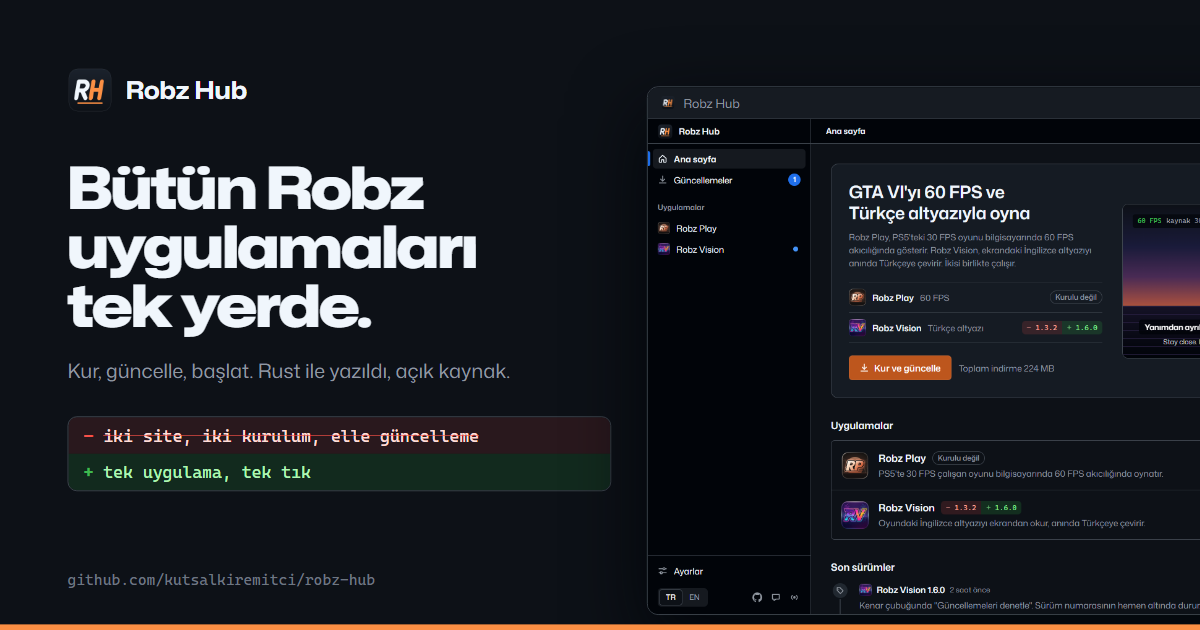 RH Robz Hub
Bütün Robz
uygulamaları
tek yerde.
Kur, güncelle, başlat. Rust ile yazıldı, açık kaynak.
− iki site, iki kurulum, elle güncelleme
+ tek uygulama, tek tık
github.com/kutsalkiremitci/robz-hub
RH Robz Hub
RH Robz Hub
Ana sayfa
Güncellemeler 1
Uygulamalar
RP Robz Play
Robz Vision
Ayarlar
TR EN
Ana sayfa
GTA VI'yı 60 FPS ve
Türkçe altyazıyla oyna
Robz Play, PS5'teki 30 FPS oyunu bilgisayarında 60 FPS
akıcılığında gösterir. Robz Vision, ekrandaki İngilizce altyazıyı
anında Türkçeye çevirir. İkisi birlikte çalışır.
RP Robz Play 60 FPS Kurulu değil
Robz Vision Türkçe altyazı − 1.3.2 + 1.6.0
Kur ve güncelle Toplam indirme 224 MB
60 FPS kaynak
Yanımdan
Stay close
Uygulamalar
RP Robz Play Kurulu değil
PS5'te 30 FPS çalışan oyunu bilgisayarında 60 FPS akıcılığında oynatır.
Robz Vision − 1.3.2 + 1.6.0
Oyundaki İngilizce altyazıyı ekrandan okur, anında Türkçeye çevirir.
Son sürümler
Robz Vision 1.6.0 2 saat önce
Kenar çubuğunda "Güncellemeleri denetle". Sürüm numarasının hemen altında